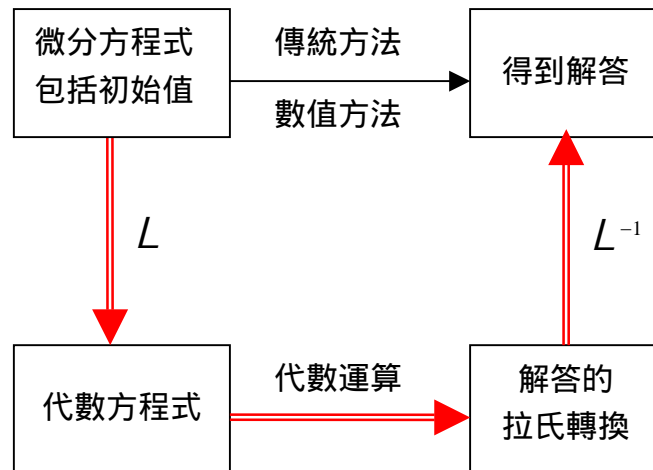 微分方程式
包括初始值
傳統方法
數值方法
得到解答
L
L⁻¹
代數方程式
代數運算
解答的
拉氏轉換